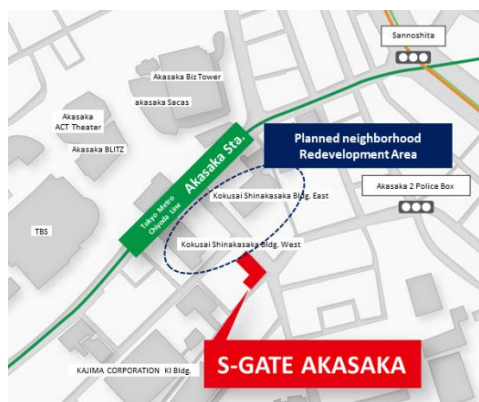 Sannoshita
Akasaka Biz Tower
akasaka Sacas
Akasaka
ACT Theater
Akasaka BLITZ
Planned neighborhood
Redevelopment Area
Akasaka Sta.
Tokyo Metro
Chiyoda Line
Akasaka 2 Police Box
Kokusai Shinakasaka Bldg. East
TBS
Kokusai Shinakasaka Bldg. West
S-GATE AKASAKA
KAJIMA CORPORATION KI Bldg.